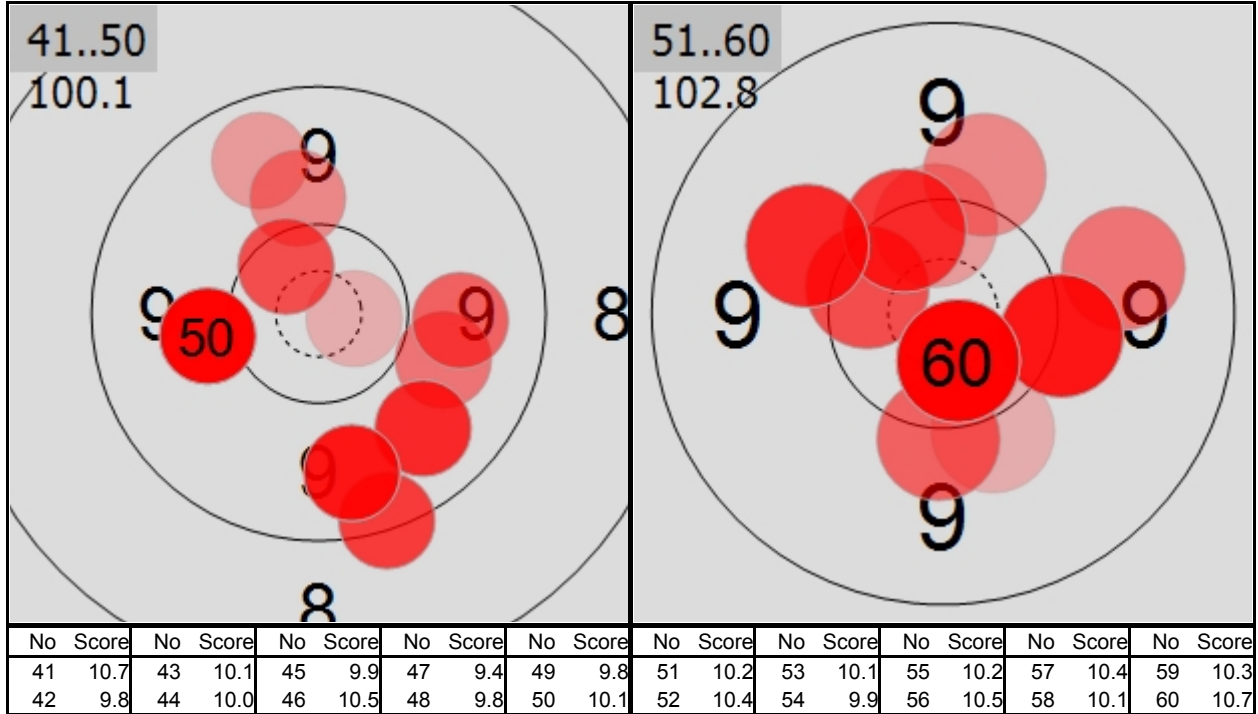 41..50
100.1
9
9 50 9 8
9
8
51..60
102.8
9
9 9
60
9
No Score No Score No Score No Score No Score
41 10.7 43 10.1 45 9.9 47 9.4 49 9.8
42 9.8 44 10.0 46 10.5 48 9.8 50 10.1
No Score No Score No Score No Score No Score
51 10.2 53 10.1 55 10.2 57 10.4 59 10.3
52 10.4 54 9.9 56 10.5 58 10.1 60 10.7